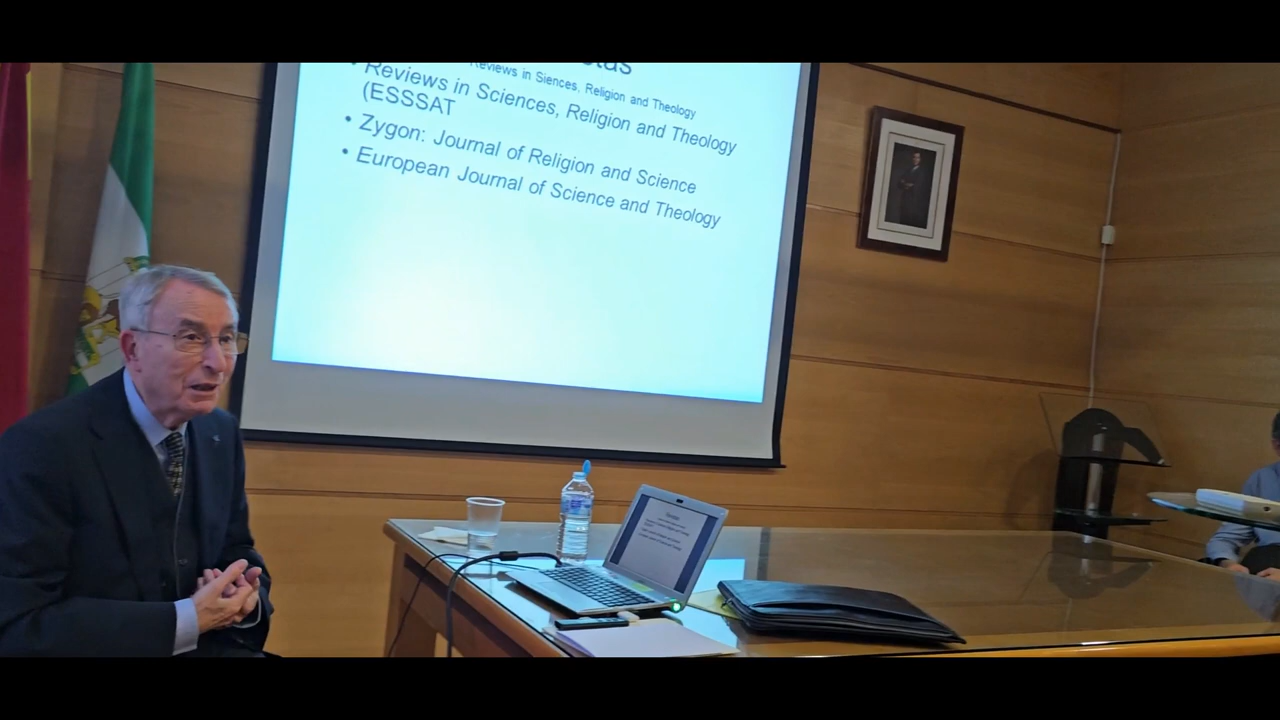 Reviews in Siences, Religion and Theology
• Reviews in Sciences, Religion and Theology
(ESSSAT
• Zygon: Journal of Religion and Science
• European Journal of Science and Theology